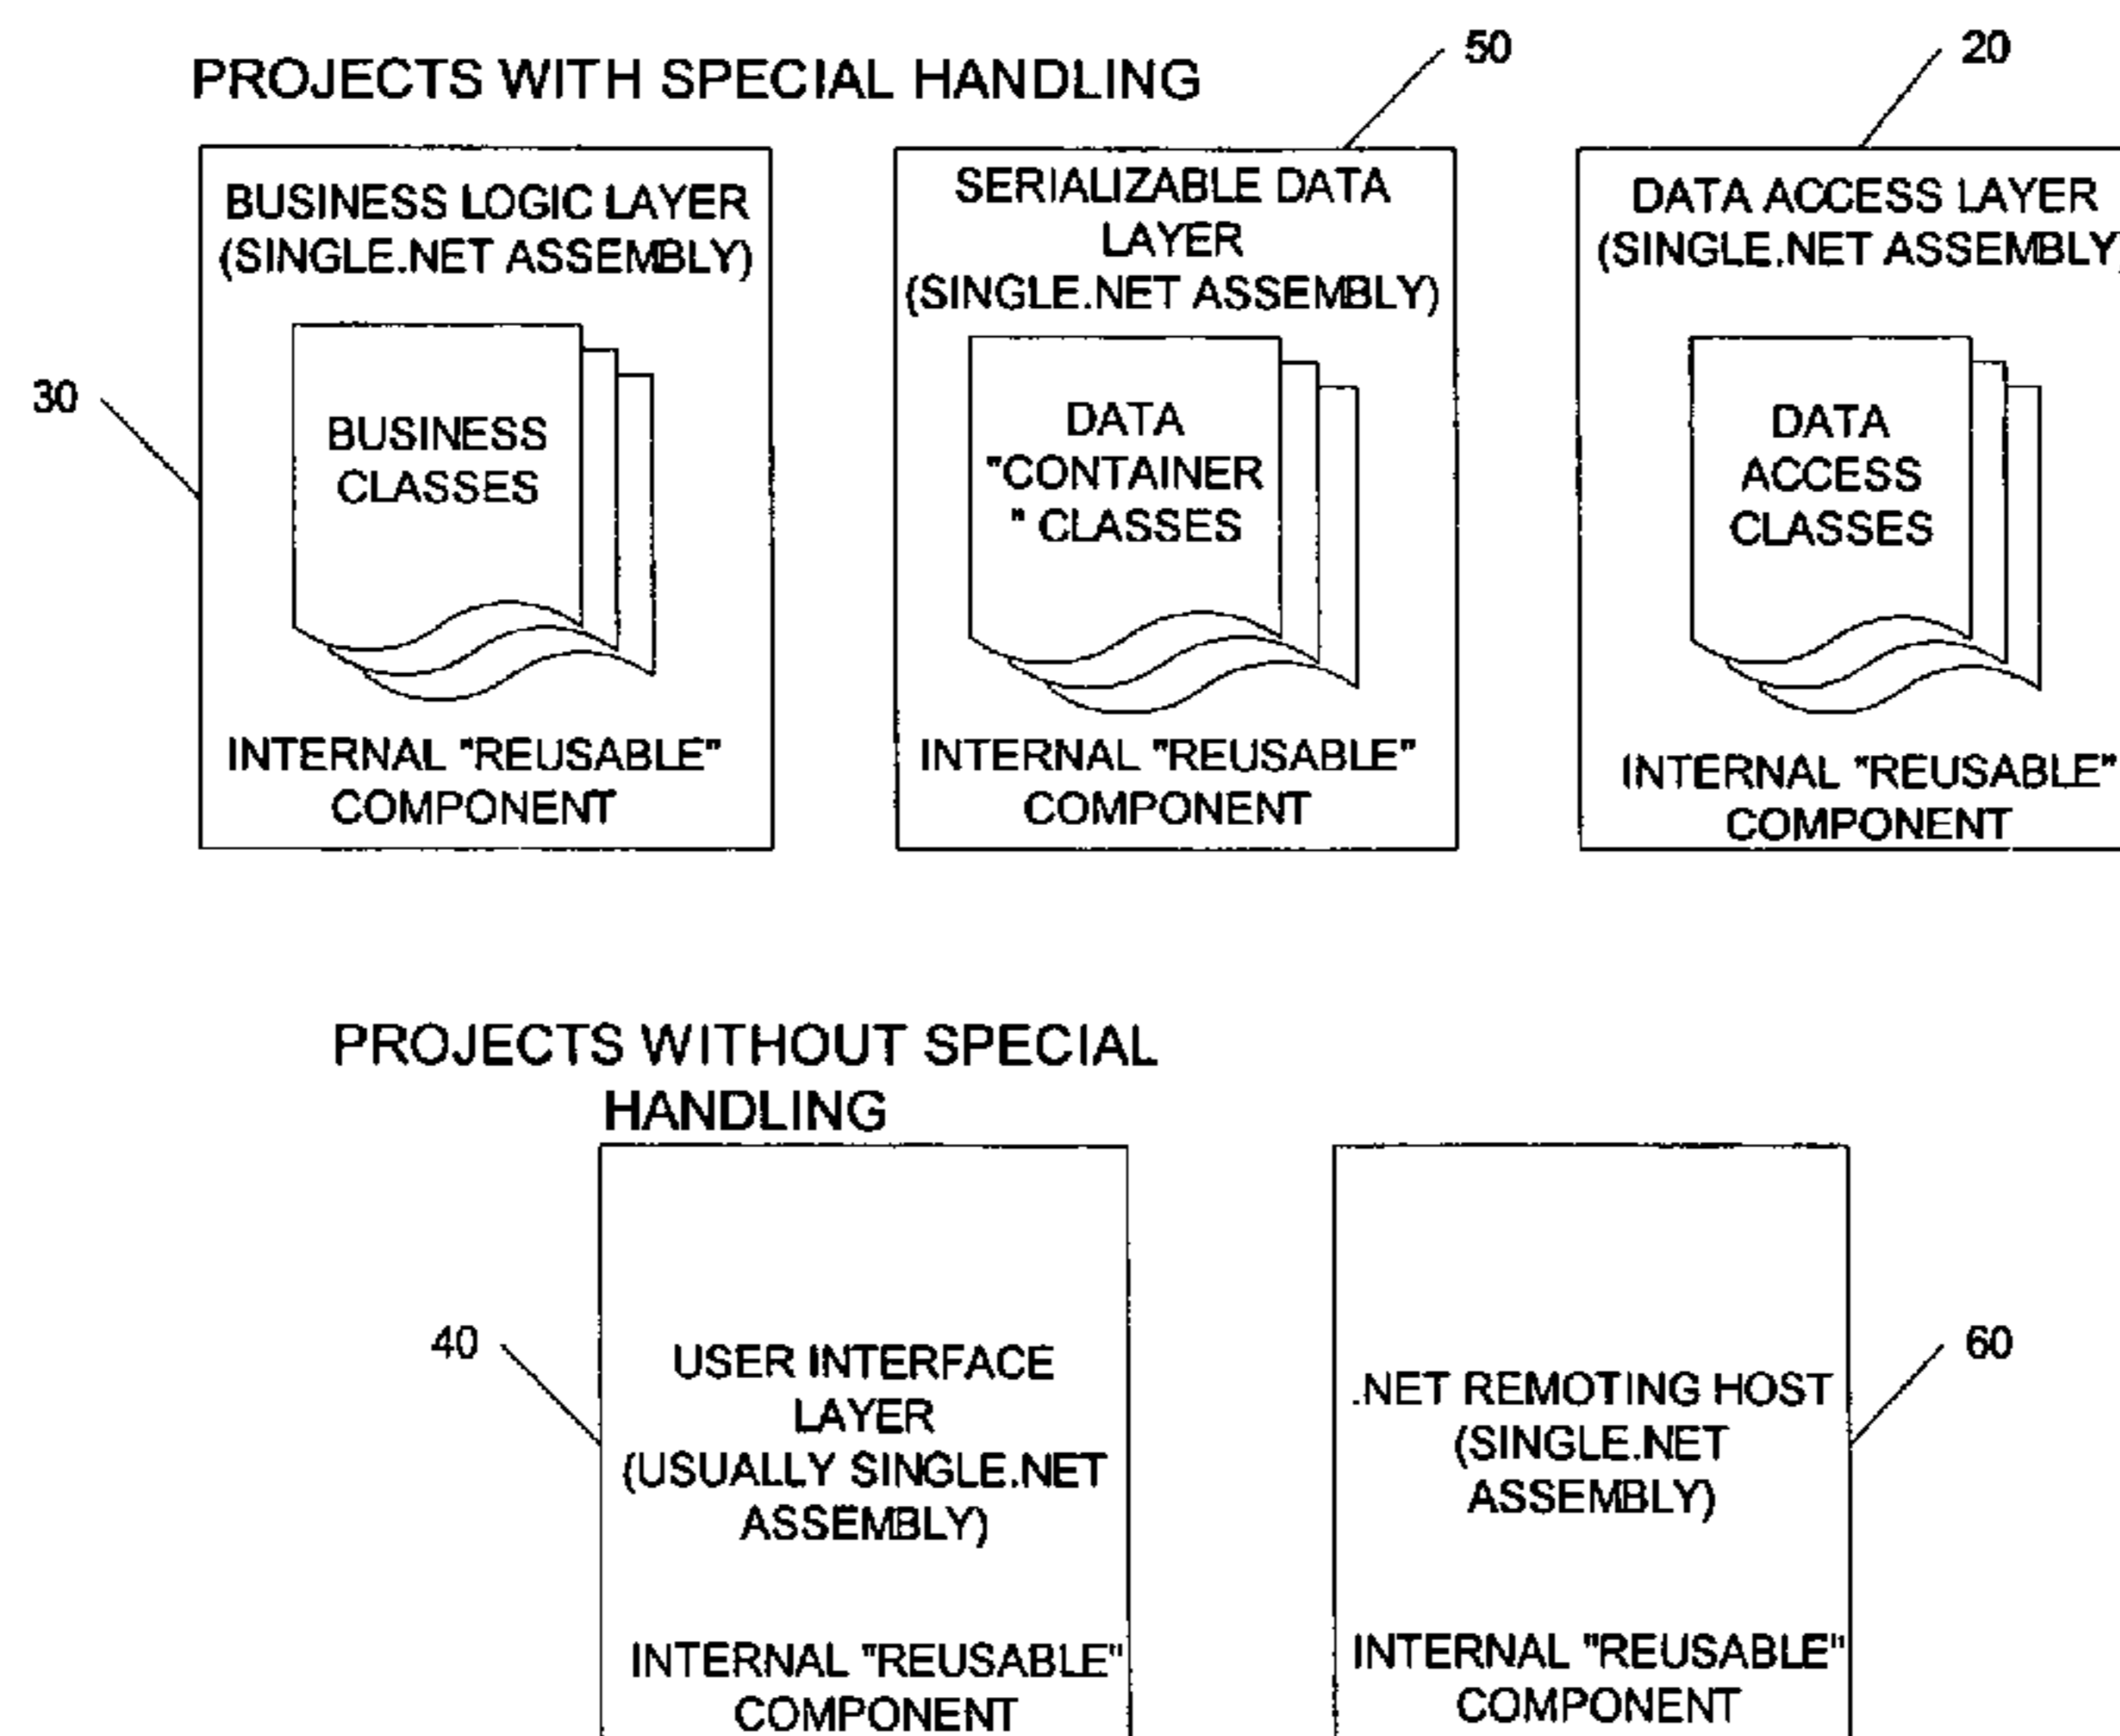 50
20
PROJECTS WITH SPECIAL HANDLING
BUSINESS LOGIC LAYER
(SINGLE.NET ASSEMBLY)
30
BUSINESS
CLASSES
INTERNAL "REUSABLE"
COMPONENT
SERIALIZABLE DATA
LAYER
(SINGLE.NET ASSEMBLY)
DATA
"CONTAINER
" CLASSES
INTERNAL "REUSABLE"
COMPONENT
DATA ACCESS LAYER
(SINGLE.NET ASSEMBLY)
DATA
ACCESS
CLASSES
INTERNAL "REUSABLE"
COMPONENT
PROJECTS WITHOUT SPECIAL
HANDLING
40
USER INTERFACE
LAYER
(USUALLY SINGLE.NET
ASSEMBLY)
INTERNAL "REUSABLE"
COMPONENT
60
.NET REMOTING HOST
(SINGLE.NET
ASSEMBLY)
INTERNAL "REUSABLE"
COMPONENT